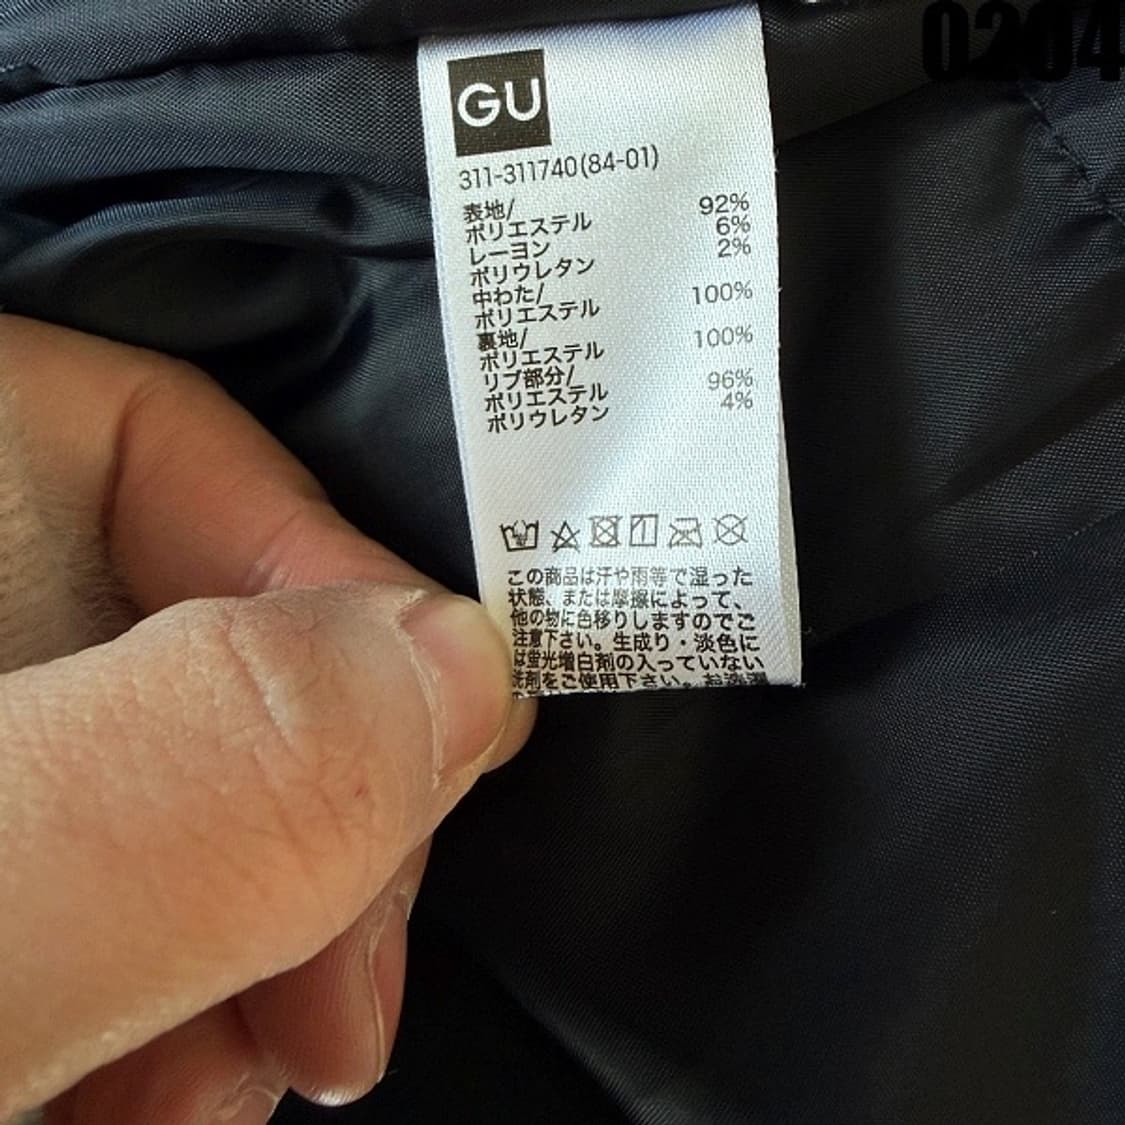 0204
GU
311-311740(84-01)
表地/
ポリエステル 92%
レーヨン 6%
ポリウレタン 2%
中わた/
ポリエステル 100%
裏地/
ポリエステル 100%
リブ部分/
ポリエステル 96%
ポリウレタン 4%
この商品は汗や雨等で湿った
状態、または摩擦によって、
他の物に色移りしますのでご
注意下さい。生成り・淡色に
は蛍光増白剤の入っていない
洗剤をご使用下さい。お洗濯